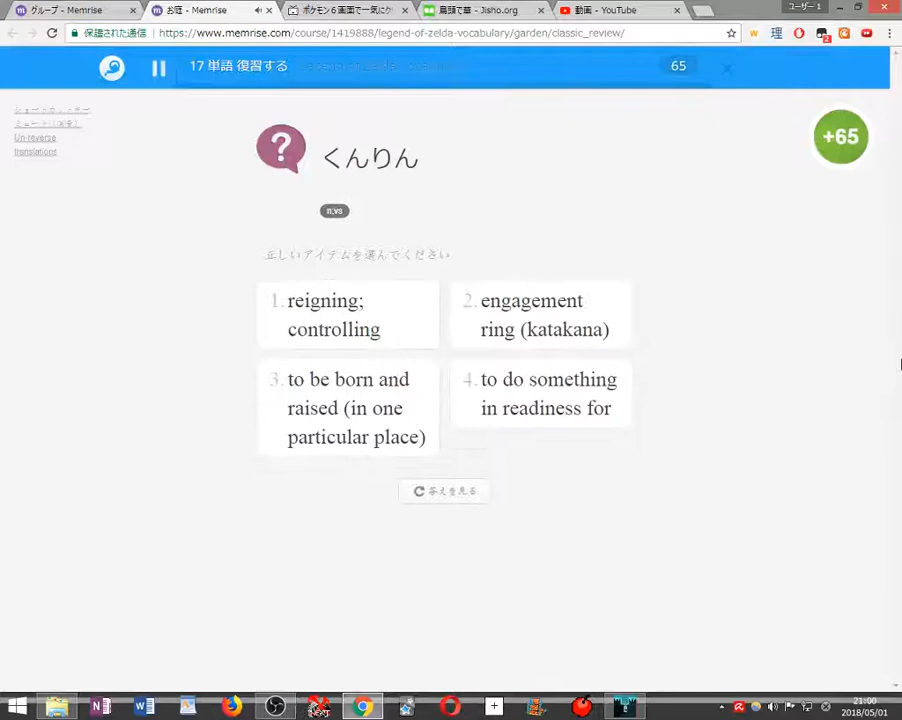 グループ - Memrise
お庭 - Memrise
ポケモン６画面で一気にク
鳥頭で華 - Jisho.org
動画 - YouTube
ユーザー 1
保護された通信
https://www.memrise.com/course/1419888/legend-of-zelda-vocabulary/garden/classic_review/
17 単語 復習する
65
Un-reverse
translations
+65
?
くんりん
n;vs
正しいアイテムを選んでください
1. reigning;
controlling
2. engagement
ring (katakana)
3. to be born and
raised (in one
particular place)
4. to do something
in readiness for
答えを見る
21:00
2018/05/01